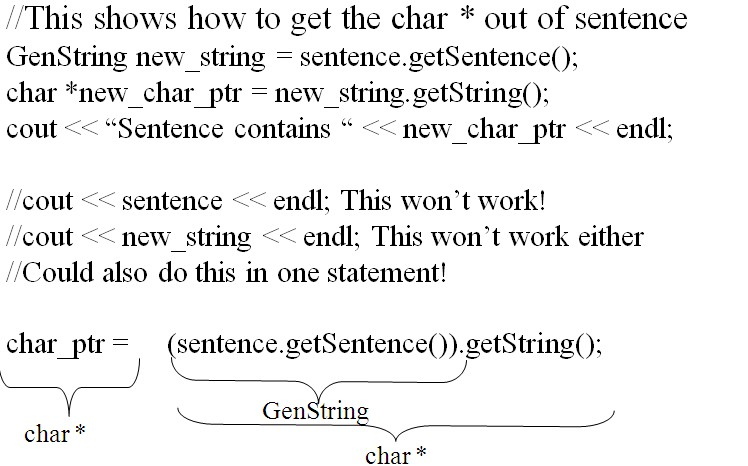 //This shows how to get the char * out of sentence
GenString new_string = sentence.getSentence();
char *new_char_ptr = new_string.getString();
cout << “Sentence contains “ << new_char_ptr << endl;
//cout << sentence << endl; This won’t work!
//cout << new_string << endl; This won’t work either
//Could also do this in one statement!
char_ptr = (sentence.getSentence()).getString();
GenString
char *
char *